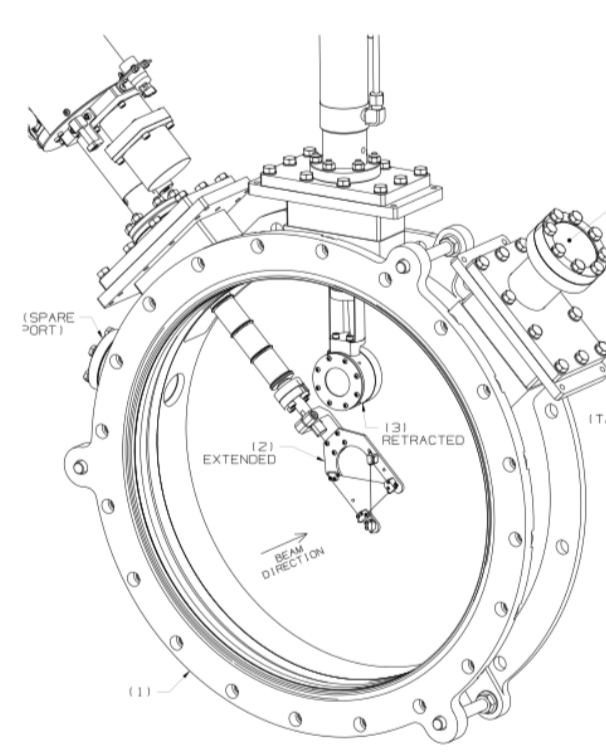 (SPARE
PORT)
(T
(3)
RETRACTED
(2)
EXTENDED
BEAM
DIRECTION
(1)